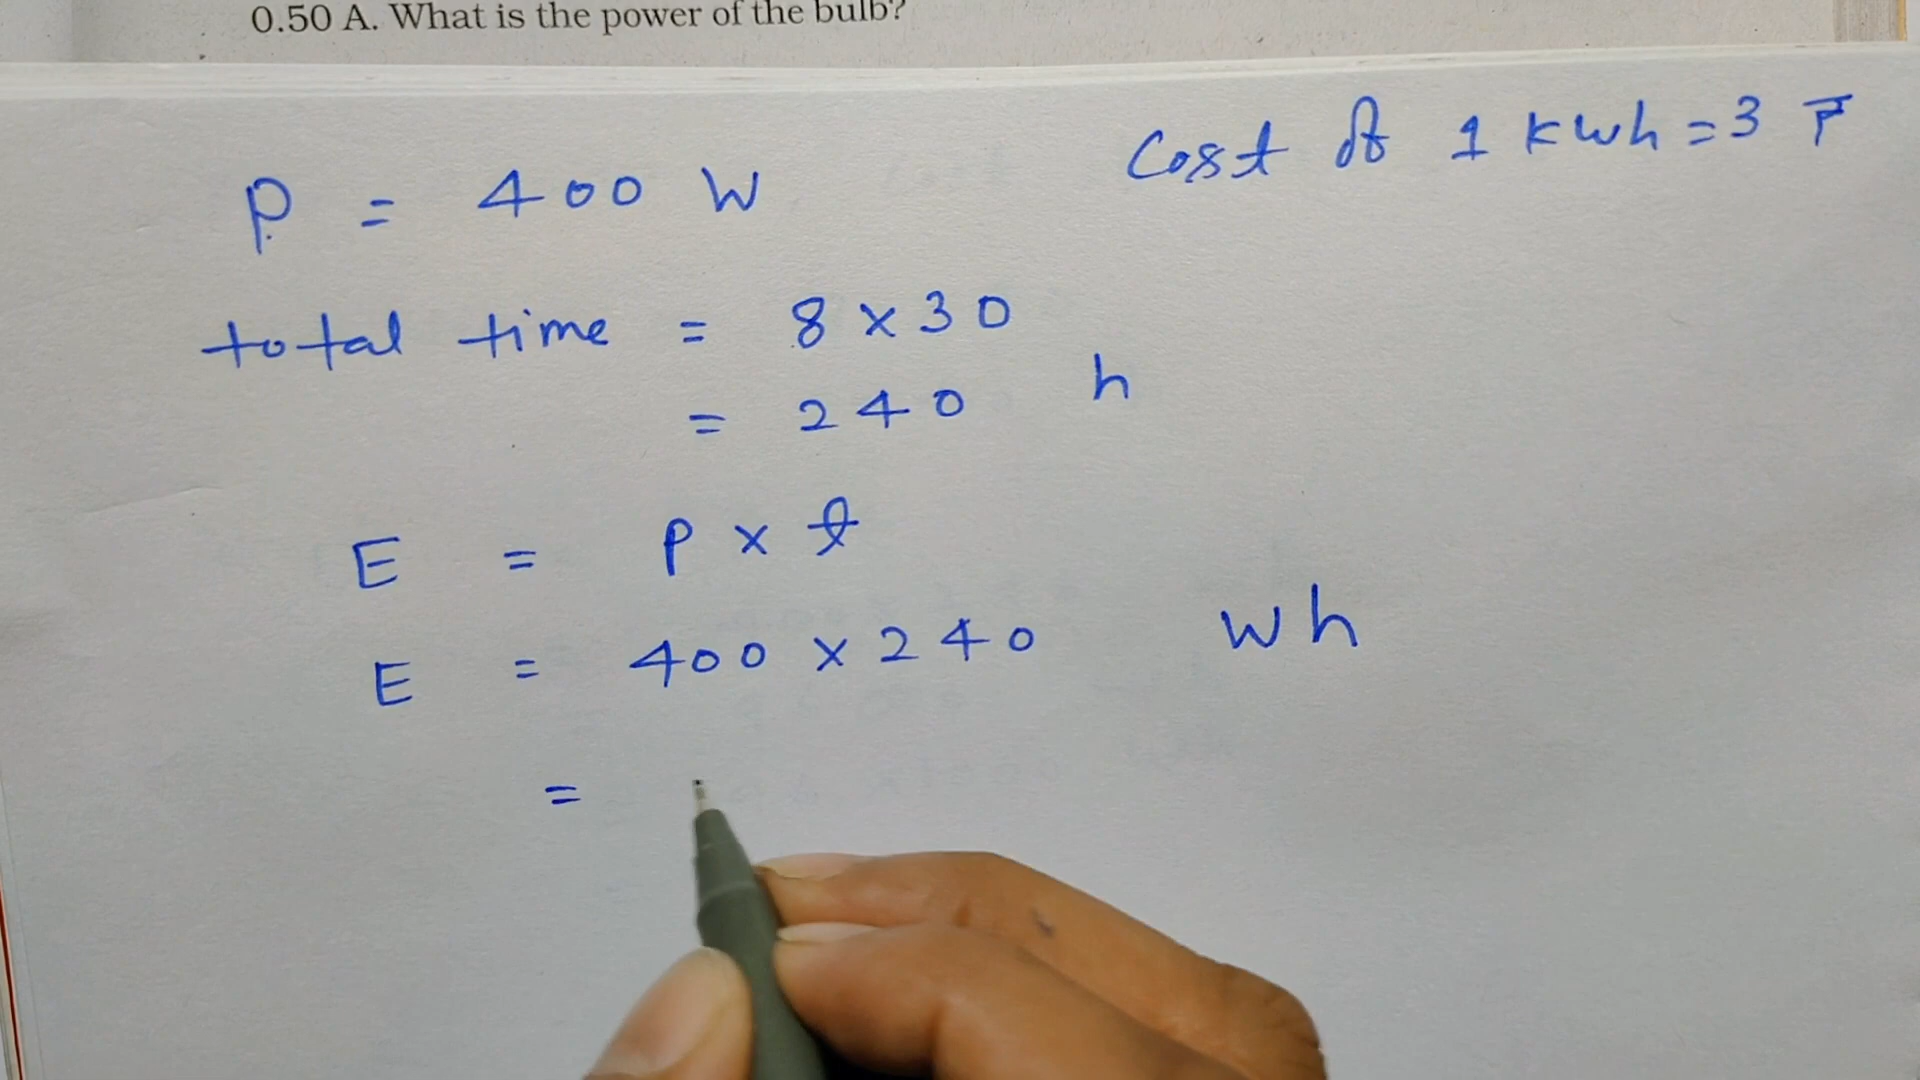 0.50 A. What is the power of the bulb?
Cost of 1 kwh = 3 ₹
P = 400 W
total time = 8 x 30
= 240 h
E = P x t
E = 400 x 240 wh
=